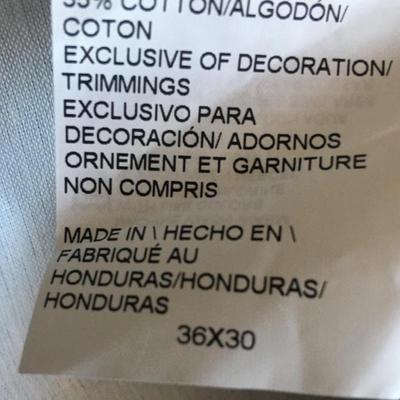 35% COTTON/ALGODÓN/
COTON
EXCLUSIVE OF DECORATION/
TRIMMINGS
EXCLUSIVO PARA
DECORACIÓN/ ADORNOS
ORNEMENT ET GARNITURE
NON COMPRIS
MADE IN \ HECHO EN \
FABRIQUÉ AU
HONDURAS/HONDURAS/
HONDURAS
36X30